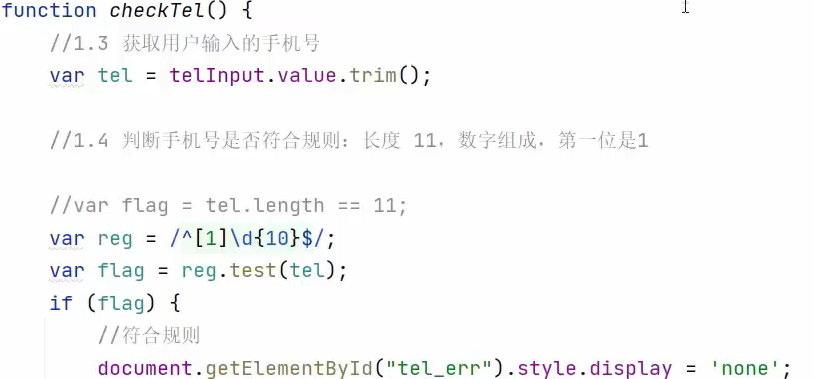 function checkTel() {
//1.3 获取用户输入的手机号
var tel = telInput.value.trim();
//1.4 判断手机号是否符合规则：长度 11，数字组成，第一位是1
//var flag = tel.length == 11;
var reg = /^[1]\d{10}$/;
var flag = reg.test(tel);
if (flag) {
//符合规则
document.getElementById("tel_err").style.display = 'none';